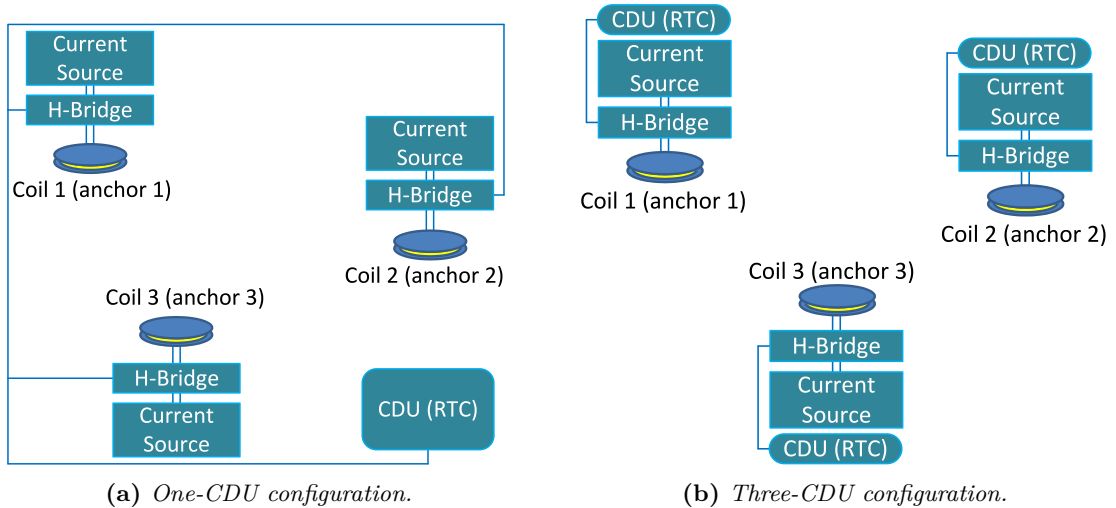 Current
Source
H-Bridge
Coil 1 (anchor 1)
Current
Source
H-Bridge
Coil 2 (anchor 2)
Coil 3 (anchor 3)
H-Bridge
Current
Source
CDU (RTC)
(a) One-CDU configuration.
CDU (RTC)
Current
Source
H-Bridge
Coil 1 (anchor 1)
CDU (RTC)
Current
Source
H-Bridge
Coil 2 (anchor 2)
Coil 3 (anchor 3)
H-Bridge
Current
Source
CDU (RTC)
(b) Three-CDU configuration.